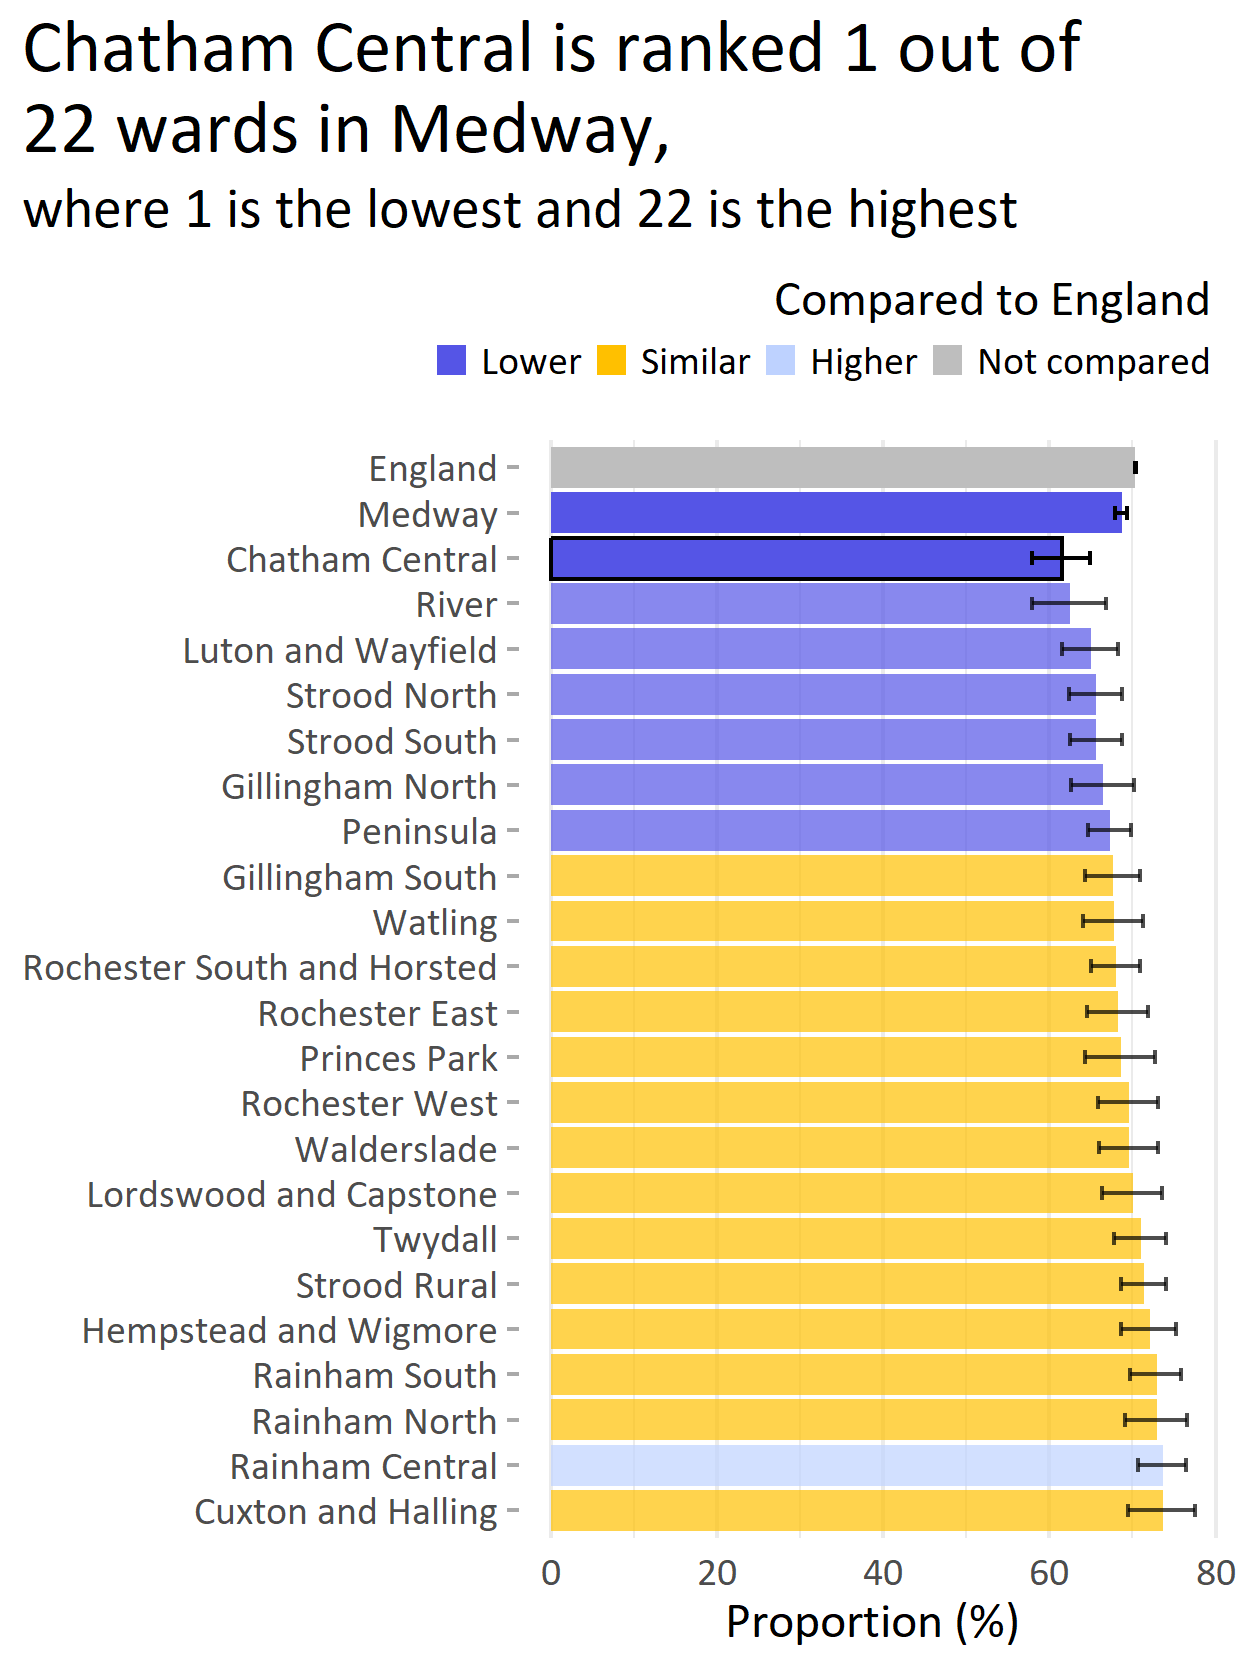 Chatham Central is ranked 1 out of
22 wards in Medway,
where 1 is the lowest and 22 is the highest
Compared to England
Lower Similar Higher Not compared
England
Medway
Chatham Central
River
Luton and Wayfield
Strood North
Strood South
Gillingham North
Peninsula
Gillingham South
Watling
Rochester South and Horsted
Rochester East
Princes Park
Rochester West
Walderslade
Lordswood and Capstone
Twydall
Strood Rural
Hempstead and Wigmore
Rainham South
Rainham North
Rainham Central
Cuxton and Halling
0 20 40 60 80
Proportion (%)